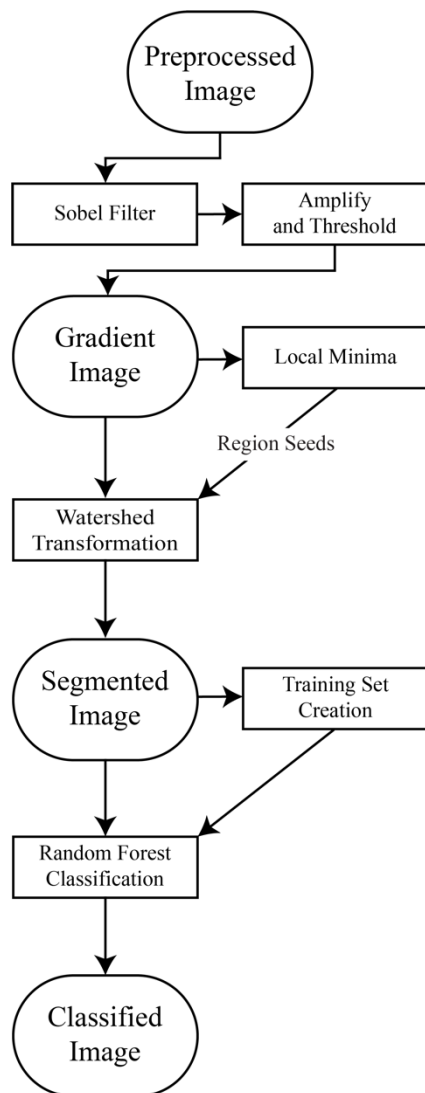 Preprocessed
Image
Sobel Filter
Amplify
and Threshold
Gradient
Image
Local Minima
Region Seeds
Watershed
Transformation
Segmented
Image
Training Set
Creation
Random Forest
Classification
Classified
Image